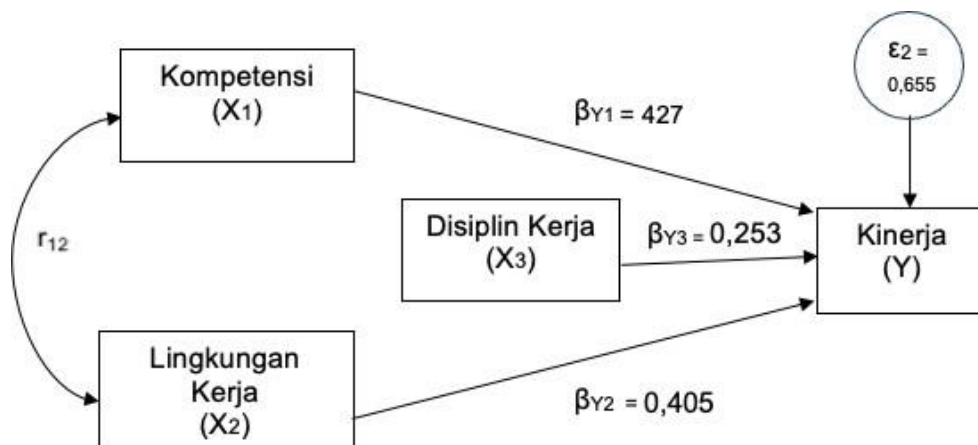 Kompetensi
(X1)
ε2 =
0,655
βY1 = 427
r12
Disiplin Kerja
(X3)
βY3 = 0,253
Kinerja
(Y)
Lingkungan
Kerja
(X2)
βY2 = 0,405